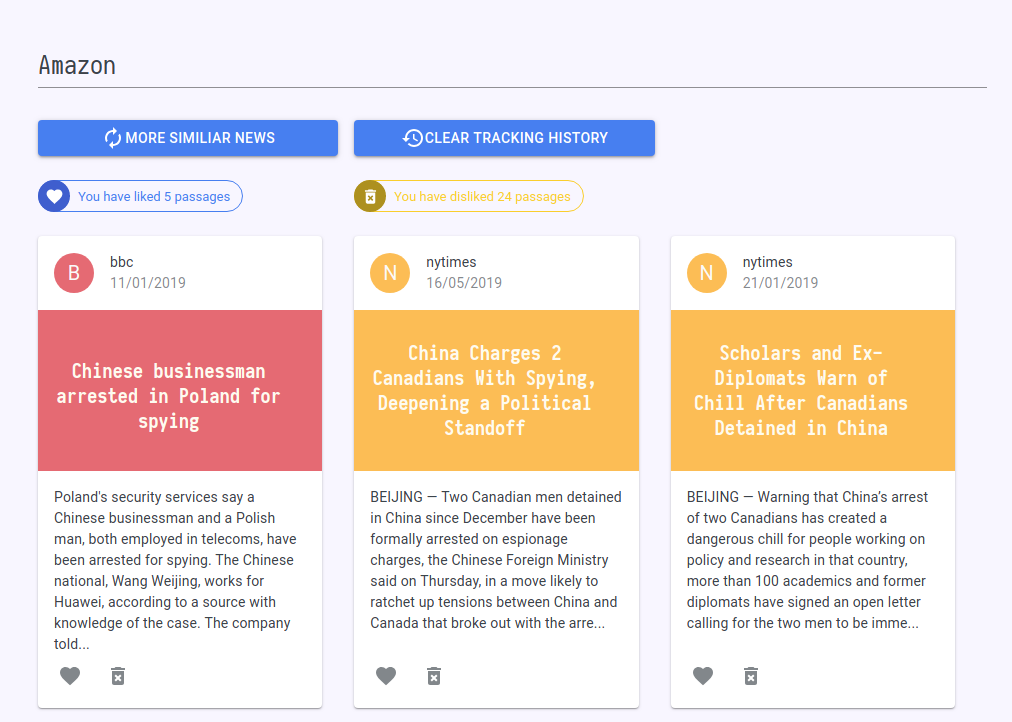 Amazon
MORE SIMILIAR NEWS
CLEAR TRACKING HISTORY
You have liked 5 passages
You have disliked 24 passages
B
bbc
11/01/2019
Chinese businessman
arrested in Poland for
spying
Poland's security services say a
Chinese businessman and a Polish
man, both employed in telecoms, have
been arrested for spying. The Chinese
national, Wang Weijing, works for
Huawei, according to a source with
knowledge of the case. The company
told...
N
nytimes
16/05/2019
China Charges 2
Canadians With Spying,
Deepening a Political
Standoff
BEIJING — Two Canadian men detained
in China since December have been
formally arrested on espionage
charges, the Chinese Foreign Ministry
said on Thursday, in a move likely to
ratchet up tensions between China and
Canada that broke out with the arre...
N
nytimes
21/01/2019
Scholars and Ex-
Diplomats Warn of
Chill After Canadians
Detained in China
BEIJING — Warning that China’s arrest
of two Canadians has created a
dangerous chill for people working on
policy and research in that country,
more than 100 academics and former
diplomats have signed an open letter
calling for the two men to be imme...